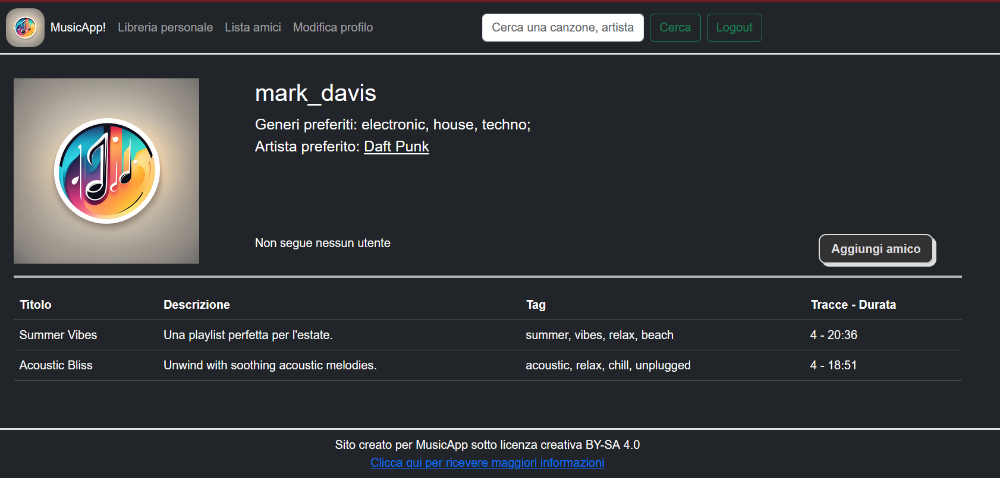 MusicApp! Libreria personale Lista amici Modifica profilo Cerca una canzone, artista Cerca Logout
mark_davis
Generi preferiti: electronic, house, techno;
Artista preferito: Daft Punk
Non segue nessun utente
Aggiungi amico
Titolo Descrizione Tag Tracce - Durata
Summer Vibes Una playlist perfetta per l'estate. summer, vibes, relax, beach 4 - 20:36
Acoustic Bliss Unwind with soothing acoustic melodies. acoustic, relax, chill, unplugged 4 - 18:51
Sito creato per MusicApp sotto licenza creativa BY-SA 4.0
Clicca qui per ricevere maggiori informazioni